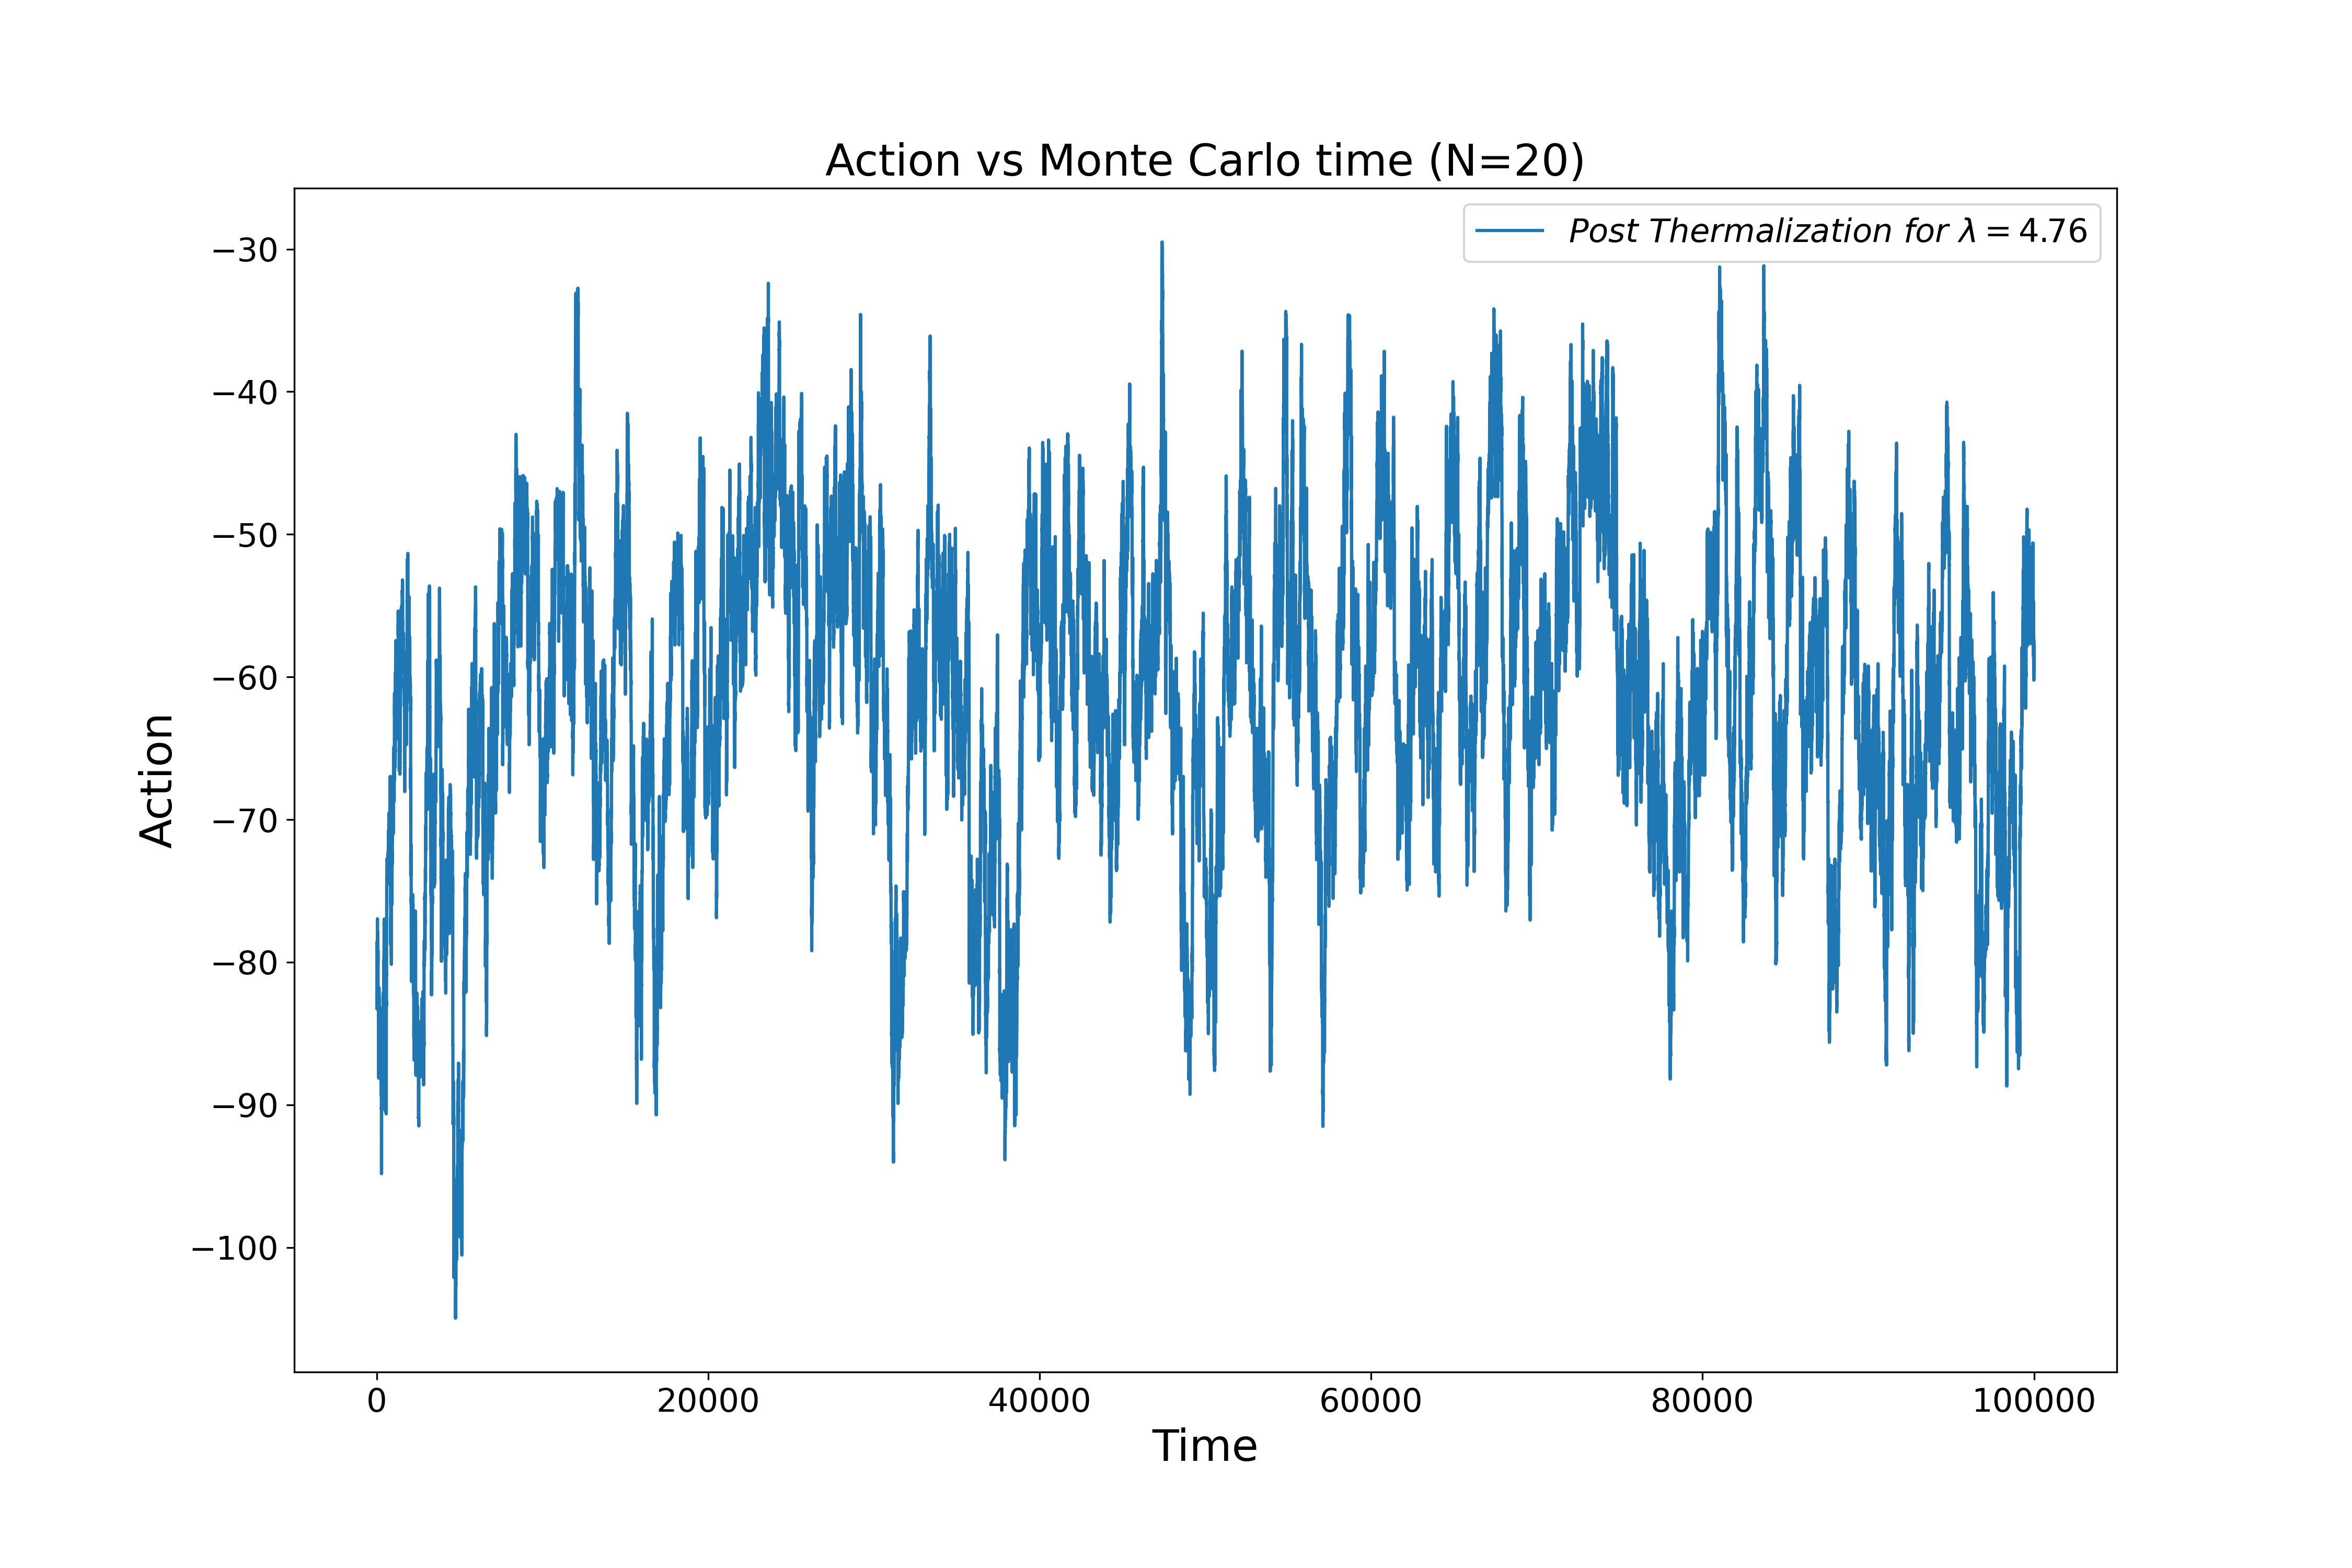 Action vs Monte Carlo time (N=20)
Post Thermalization for λ = 4.76
−30
−40
−50
−60
−70
−80
−90
−100
Action
0 20000 40000 60000 80000 100000
Time